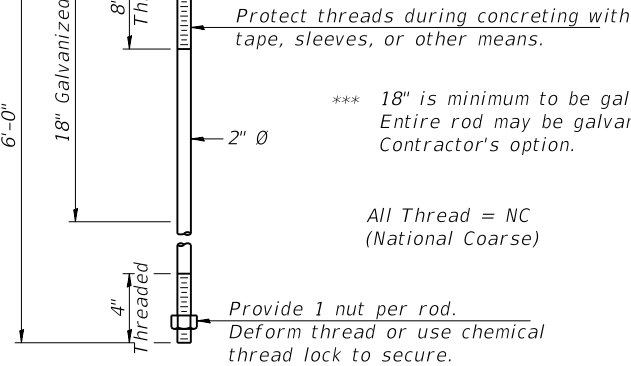 8"
Protect threads during concreting with
tape, sleeves, or other means.
18" Galvanized
*** 18" is minimum to be
Entire rod may be
Contractor's option.
6'-0"
2" Ø
All Thread = NC
(National Coarse)
4"
Threaded
Provide 1 nut per rod.
Deform thread or use chemical
thread lock to secure.